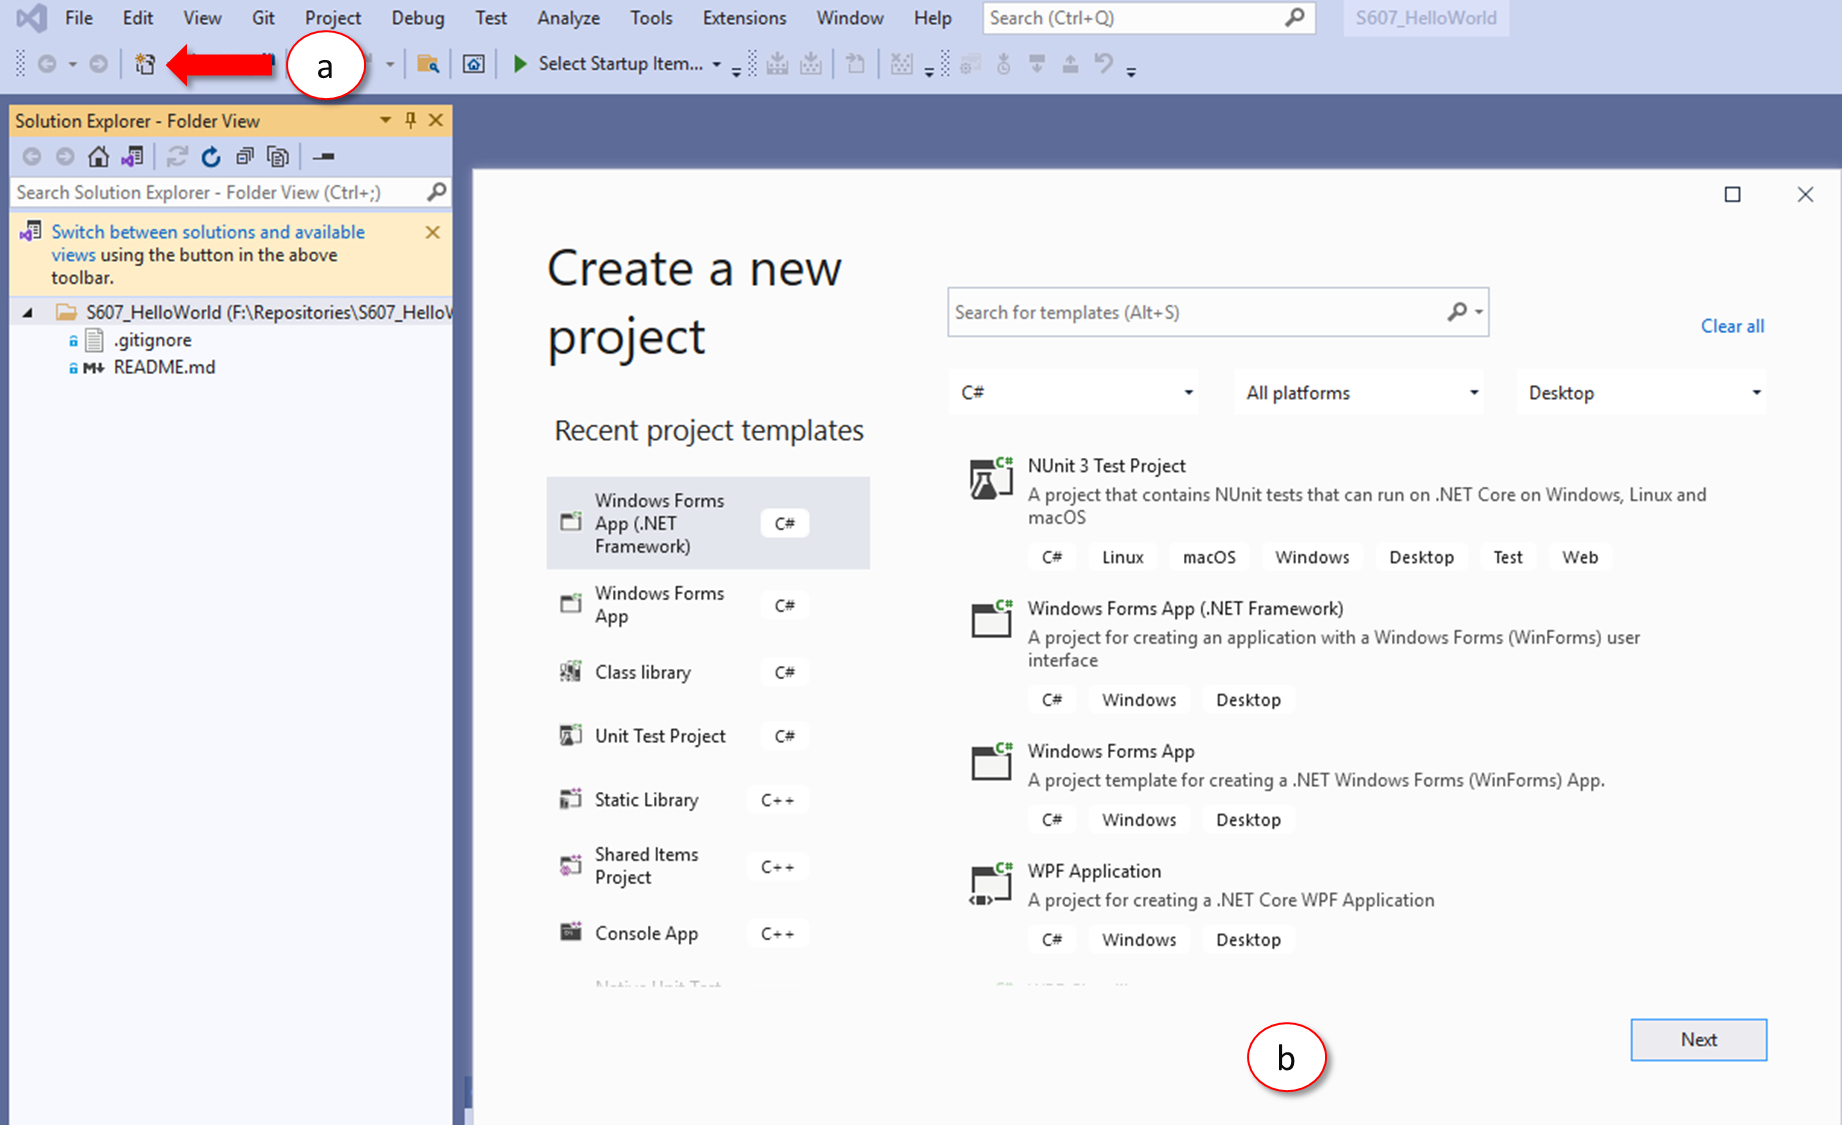 File Edit View Git Project Debug Test Analyze Tools Extensions Window Help Search (Ctrl+Q) S607_HelloWorld
a Select Startup Item...
Solution Explorer - Folder View
Search Solution Explorer - Folder View (Ctrl+;)
Switch between solutions and available
views using the button in the above
toolbar.
S607_HelloWorld (F:\Repositories\S607_Hello
.gitignore
README.md
Create a new
project
Recent project templates
Windows Forms
App (.NET
Framework)
C#
Windows Forms
App
C#
Class library C#
Unit Test Project C#
Static Library C++
Shared Items
Project
C++
Console App C++
Search for templates (Alt+S)
Clear all
C# All platforms Desktop
NUnit 3 Test Project
A project that contains NUnit tests that can run on .NET Core on Windows, Linux and
macOS
C# Linux macOS Windows Desktop Test Web
Windows Forms App (.NET Framework)
A project for creating an application with a Windows Forms (WinForms) user
interface
C# Windows Desktop
Windows Forms App
A project template for creating a .NET Windows Forms (WinForms) App.
C# Windows Desktop
WPF Application
A project for creating a .NET Core WPF Application
C# Windows Desktop
b
Next